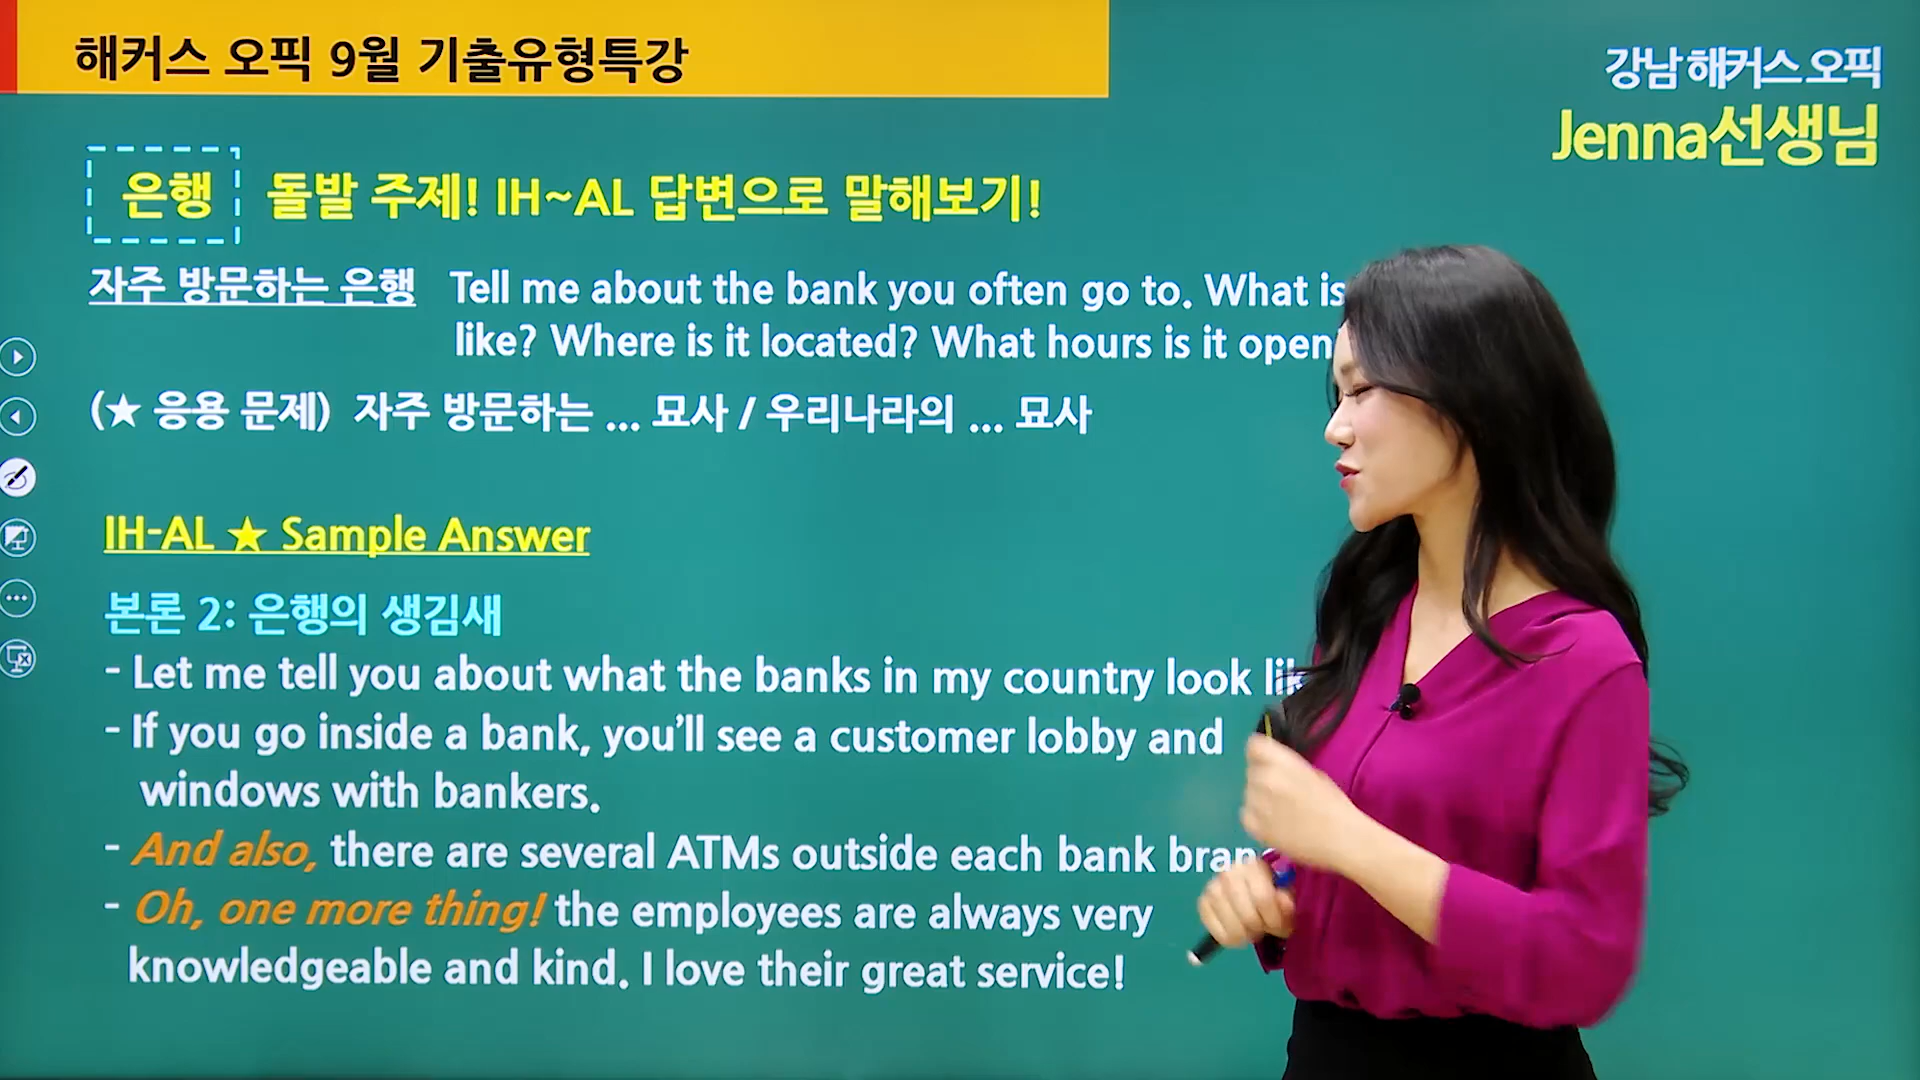 해커스 오픽 9월 기출유형특강
강남 해커스 오픽
Jenna선생님
은행 돌발 주제! IH~AL 답변으로 말해보기!
자주 방문하는 은행 Tell me about the bank you often go to. What is
like? Where is it located? What hours is it open
(★ 응용 문제) 자주 방문하는 ... 묘사 / 우리나라의 ... 묘사
IH-AL ★ Sample Answer
본론 2: 은행의 생김새
- Let me tell you about what the banks in my country look
- If you go inside a bank, you'll see a customer lobby and
windows with bankers.
- And also, there are several ATMs outside each bank
- Oh, one more thing! the employees are always very
knowledgeable and kind. I love their great service!